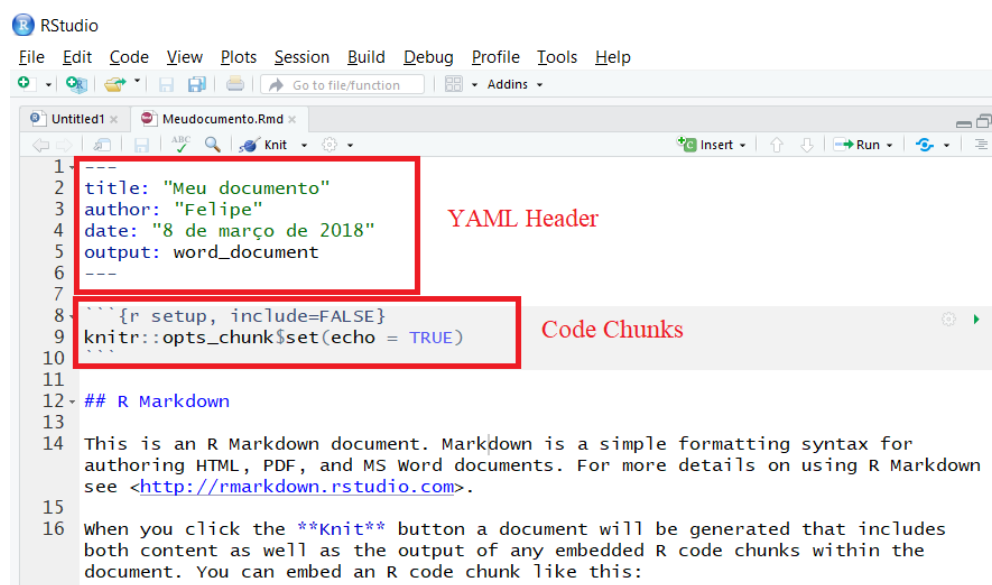 RStudio
File Edit Code View Plots Session Build Debug Profile Tools Help
Go to file/function Addins
Untitled1 × Meudocumento.Rmd ×
ABC Knit Insert Run
1 ---
2 title: "Meu documento"
3 author: "Felipe"
4 date: "8 de março de 2018"
5 output: word_document
6 ---
YAML Header
7
8 ```{r setup, include=FALSE}
9 knitr::opts_chunk$set(echo = TRUE)
10 ```
Code Chunks
11
12 ## R Markdown
13
14 This is an R Markdown document. Markdown is a simple formatting syntax for
authoring HTML, PDF, and MS Word documents. For more details on using R Markdown
see <http://rmarkdown.rstudio.com>.
15
16 When you click the **Knit** button a document will be generated that includes
both content as well as the output of any embedded R code chunks within the
document. You can embed an R code chunk like this: